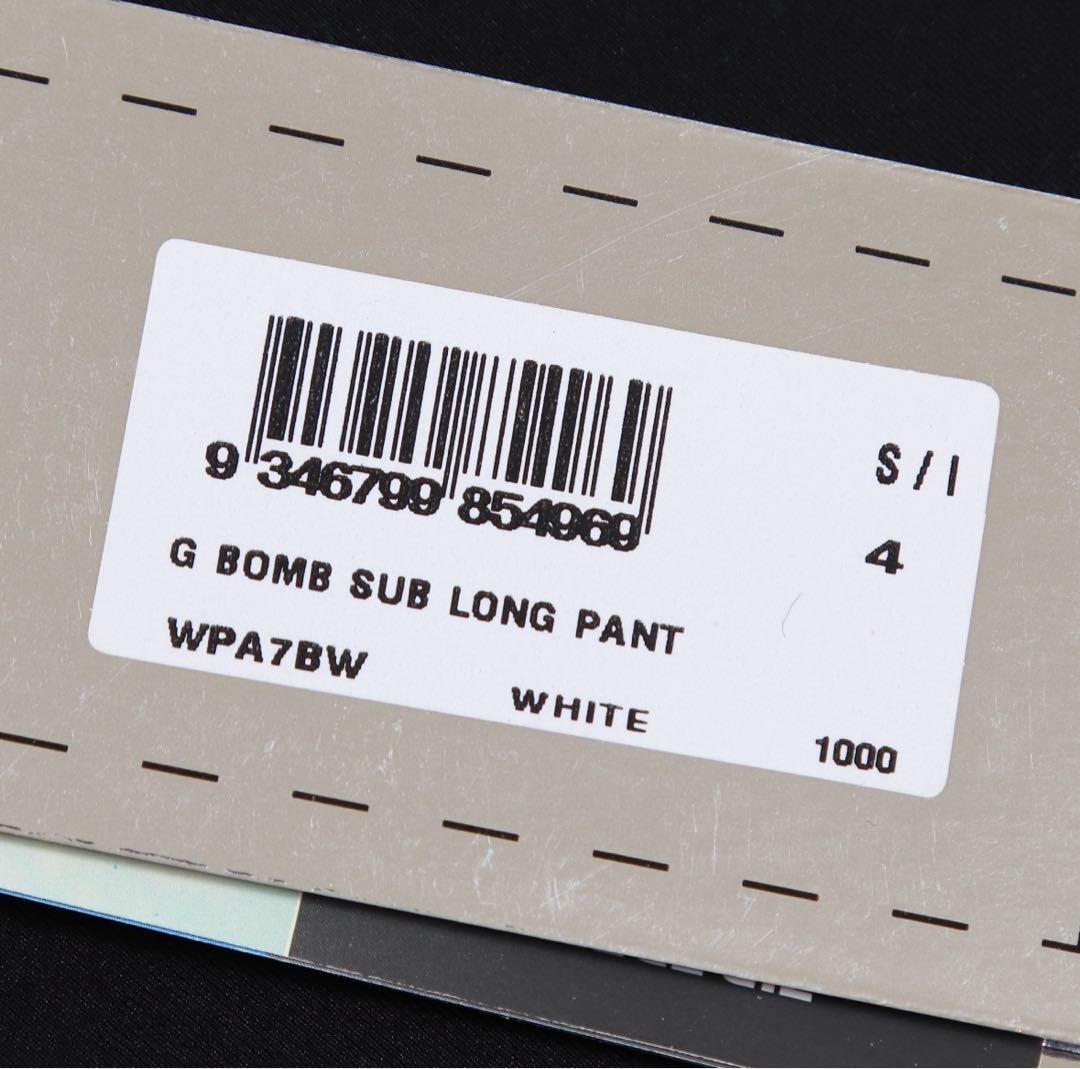 9 346799 854969
S/I
4
G BOMB SUB LONG PANT
WPA7BW
WHITE
1000